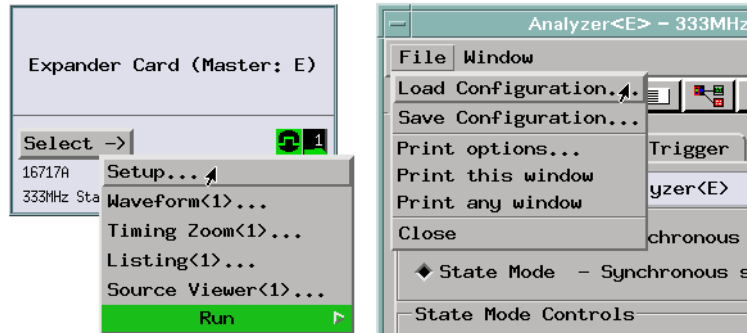 Expander Card (Master: E)
Select ->
1
16717A
333MHz Sta
Setup...
Waveform<1>...
Timing Zoom<1>...
Listing<1>...
Source Viewer<1>...
Run
Analyzer<E> - 333MHz
File Window
Load Configuration...
Save Configuration...
Print options...
Print this window
Print any window
Close
Trigger
yzer<E>
chronous
State Mode - Synchronous s
State Mode Controls